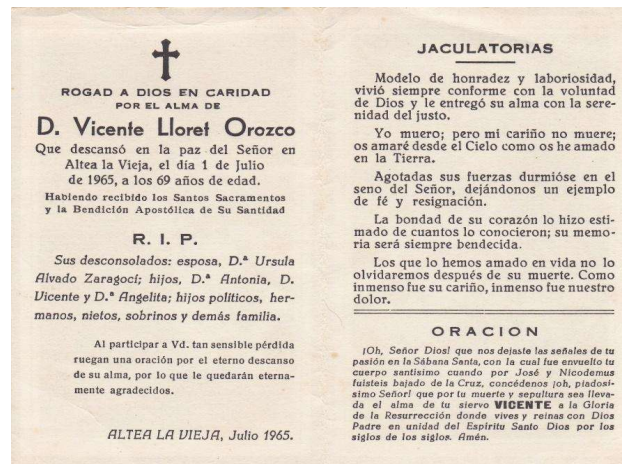 ROGAD A DIOS EN CARIDAD
POR EL ALMA DE
D. Vicente Lloret Orozco
Que descansó en la paz del Señor en
Altea la Vieja, el día 1 de Julio
de 1965, a los 69 años de edad.
Habiendo recibido los Santos Sacramentos
y la Bendición Apostólica de Su Santidad
R. I. P.
Sus desconsolados: esposa, D.ª Ursula
Alvado Zaragocí; hijos, D.ª Antonia, D.
Vicente y D.ª Angelita; hijos políticos, her-
manos, nietos, sobrinos y demás familia.
Al participar a Vd. tan sensible pérdida
ruegan una oración por el eterno descanso
de su alma, por lo que le quedarán eterna-
mente agradecidos.
ALTEA LA VIEJA, Julio 1965.
JACULATORIAS
Modelo de honradez y laboriosidad,
vivió siempre conforme con la voluntad
de Dios y le entregó su alma con la sere-
nidad del justo.
Yo muero; pero mi cariño no muere;
os amaré desde el Cielo como os he amado
en la Tierra.
Agotadas sus fuerzas durmióse en el
seno del Señor, dejándonos un ejemplo
de fé y resignación.
La bondad de su corazón lo hizo esti-
mado de cuantos lo conocieron; su memo-
ria será siempre bendecida.
Los que lo hemos amado en vida no lo
olvidaremos después de su muerte. Como
inmenso fue su cariño, inmenso fue nuestro
dolor.
ORACION
¡Oh, Señor Dios! que nos dejaste las señales de tu
pasión en la Sábana Santa, con la cual fue envuelto tu
cuerpo santísimo cuando por José y Nicodemus
fuisteis bajado de la Cruz, concédenos ¡oh, piadosí-
simo Señor! que por tu muerte y sepultura sea lleva-
da el alma de tu siervo VICENTE a la Gloria
de la Resurrección donde vives y reinas con Dios
Padre en unidad del Espíritu Santo Dios por los
siglos de los siglos. Amén.